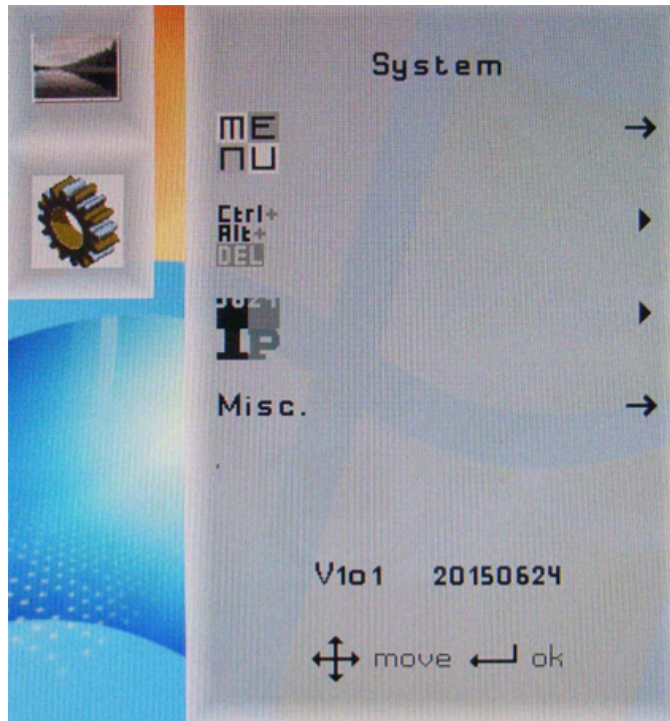 System
ME
NU
Ctrl+
Alt+
DEL
IP
Misc.
V1o1 20150624
move ok